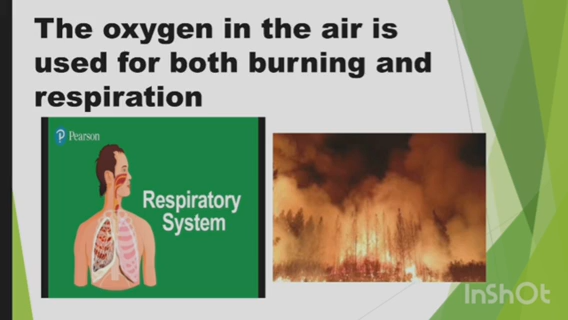 The oxygen in the air is
used for both burning and
respiration
P Pearson
Respiratory
System
InShOt